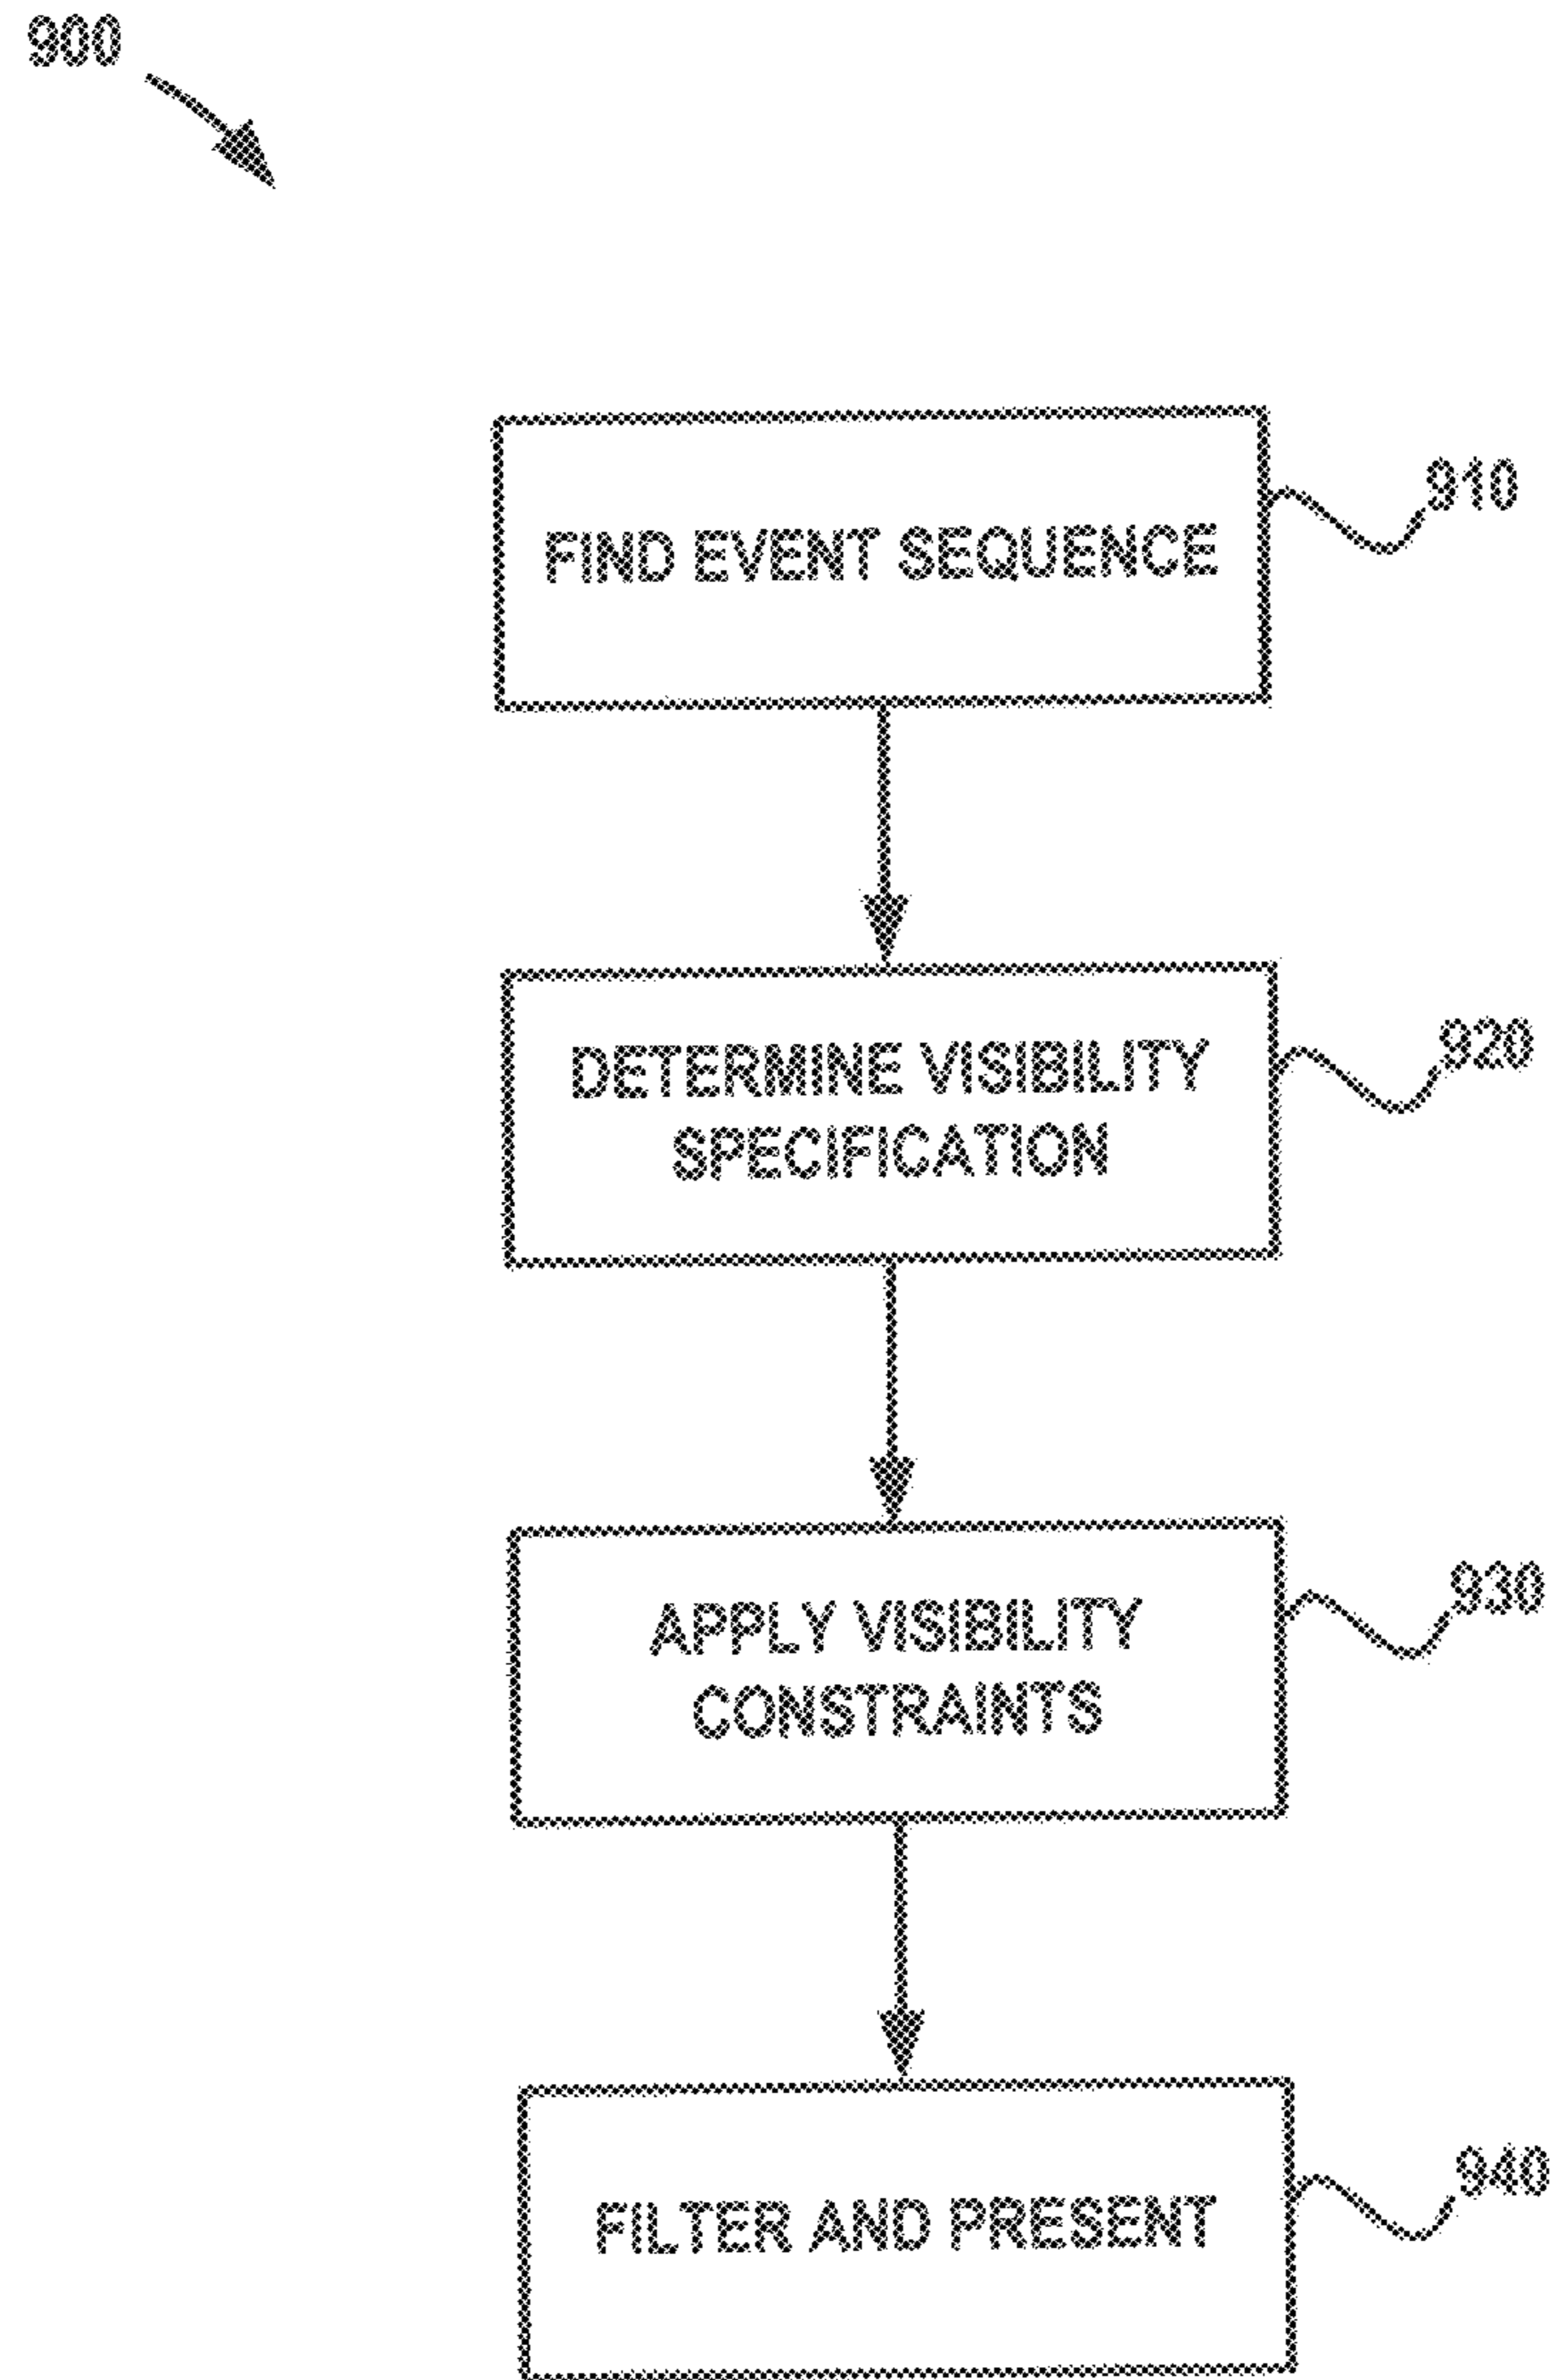 900
FIND EVENT SEQUENCE
910
DETERMINE VISIBILITY
SPECIFICATION
920
APPLY VISIBILITY
CONSTRAINTS
930
FILTER AND PRESENT
940